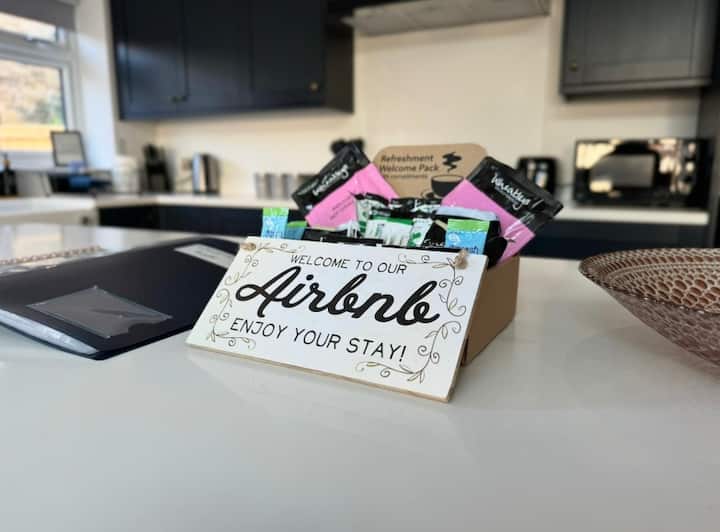 Refreshment
Welcome Pack
WELCOME TO OUR
Airbnb
ENJOY YOUR STAY!